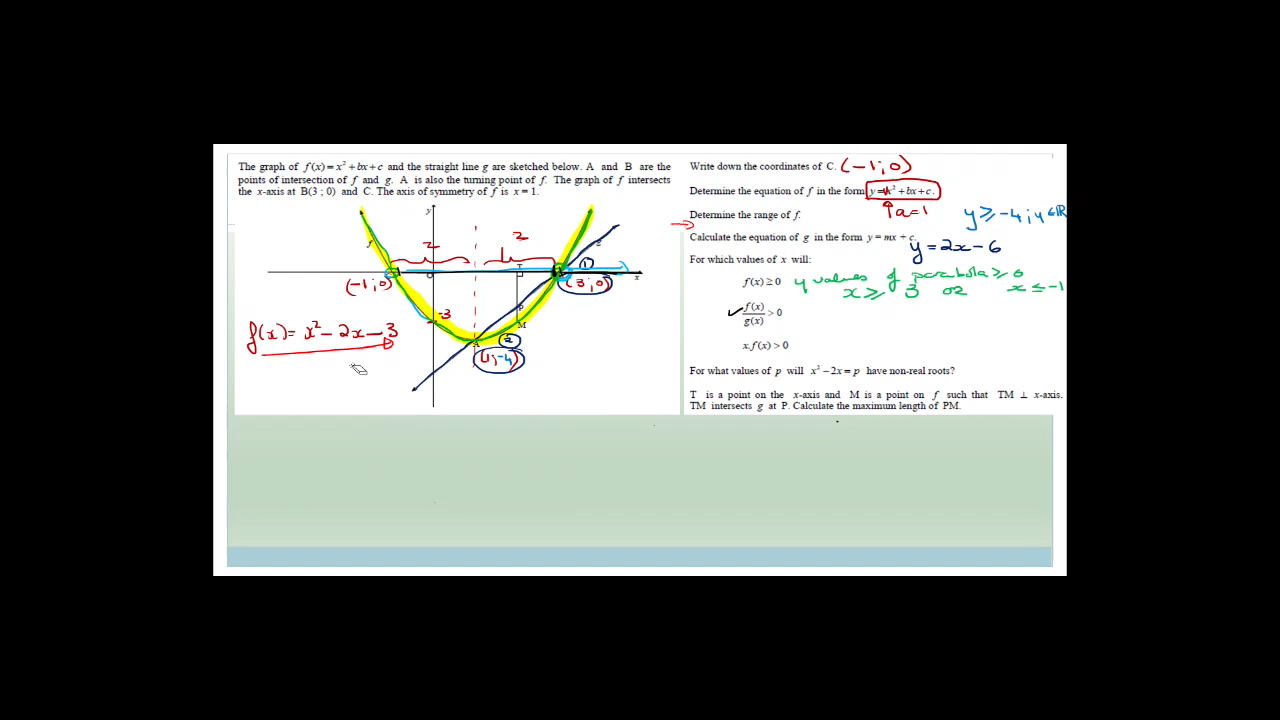 The graph of f(x) = x² + bx + c and the straight line g are sketched below. A and B are the
points of intersection of f and g. A is also the turning point of f. The graph of f intersects
the x-axis at B(3 ; 0) and C. The axis of symmetry of f is x = 1.
y
f
2
2
g
1
T
x
O
(-1; 0)
(3; 0)
-3
P
M
f(x) = x² - 2x - 3
2
A
(1; -4)
Write down the coordinates of C. (-1; 0)
Determine the equation of f in the form y = x² + bx + c.
a = 1
Determine the range of f. y ≥ -4; y ∈ ℝ
Calculate the equation of g in the form y = mx + c.
y = 2x - 6
For which values of x will:
f(x) ≥ 0 y values of parabola ≥ 0
x ≥ 3 or x ≤ -1
f(x)/g(x) > 0
x.f(x) > 0
For what values of p will x² - 2x = p have non-real roots?
T is a point on the x-axis and M is a point on f such that TM ⊥ x-axis.
TM intersects g at P. Calculate the maximum length of PM.